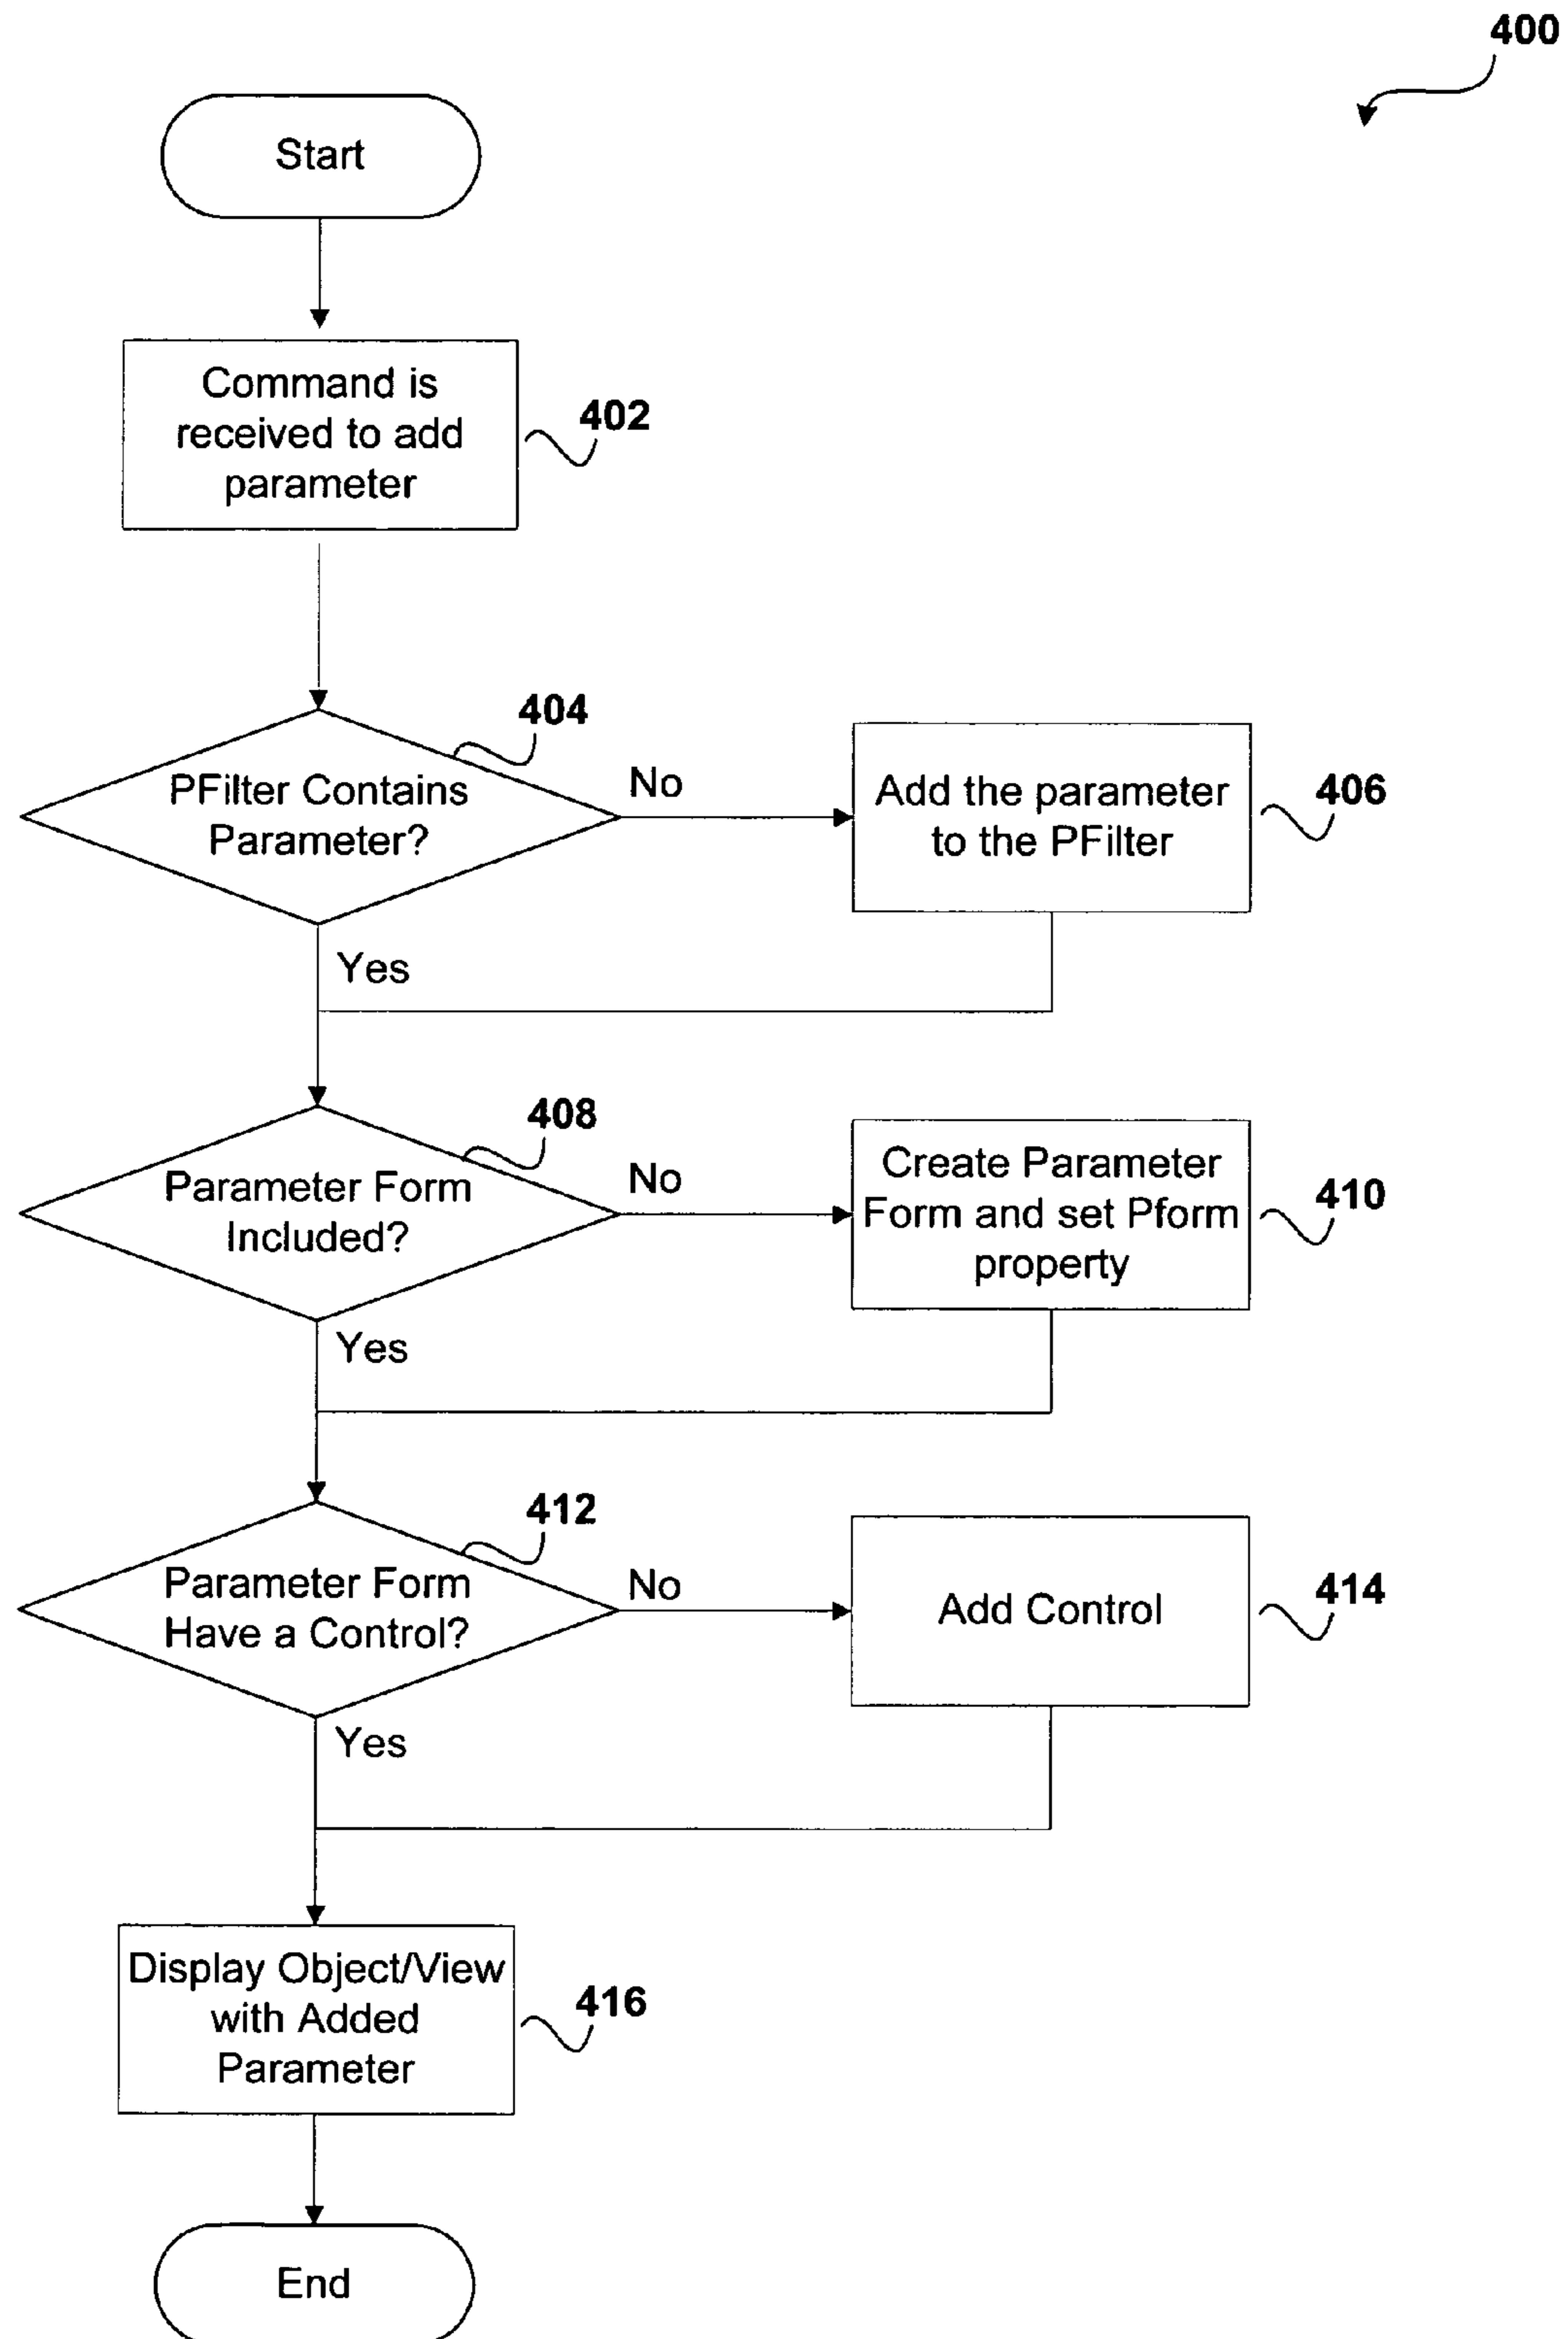 400
Start
Command is
received to add
parameter
402
404
PFilter Contains
Parameter?
No
Add the parameter
to the PFilter
406
Yes
408
Parameter Form
Included?
No
Create Parameter
Form and set Pform
property
410
Yes
412
Parameter Form
Have a Control?
No
Add Control
414
Yes
Display Object/View
with Added
Parameter
416
End